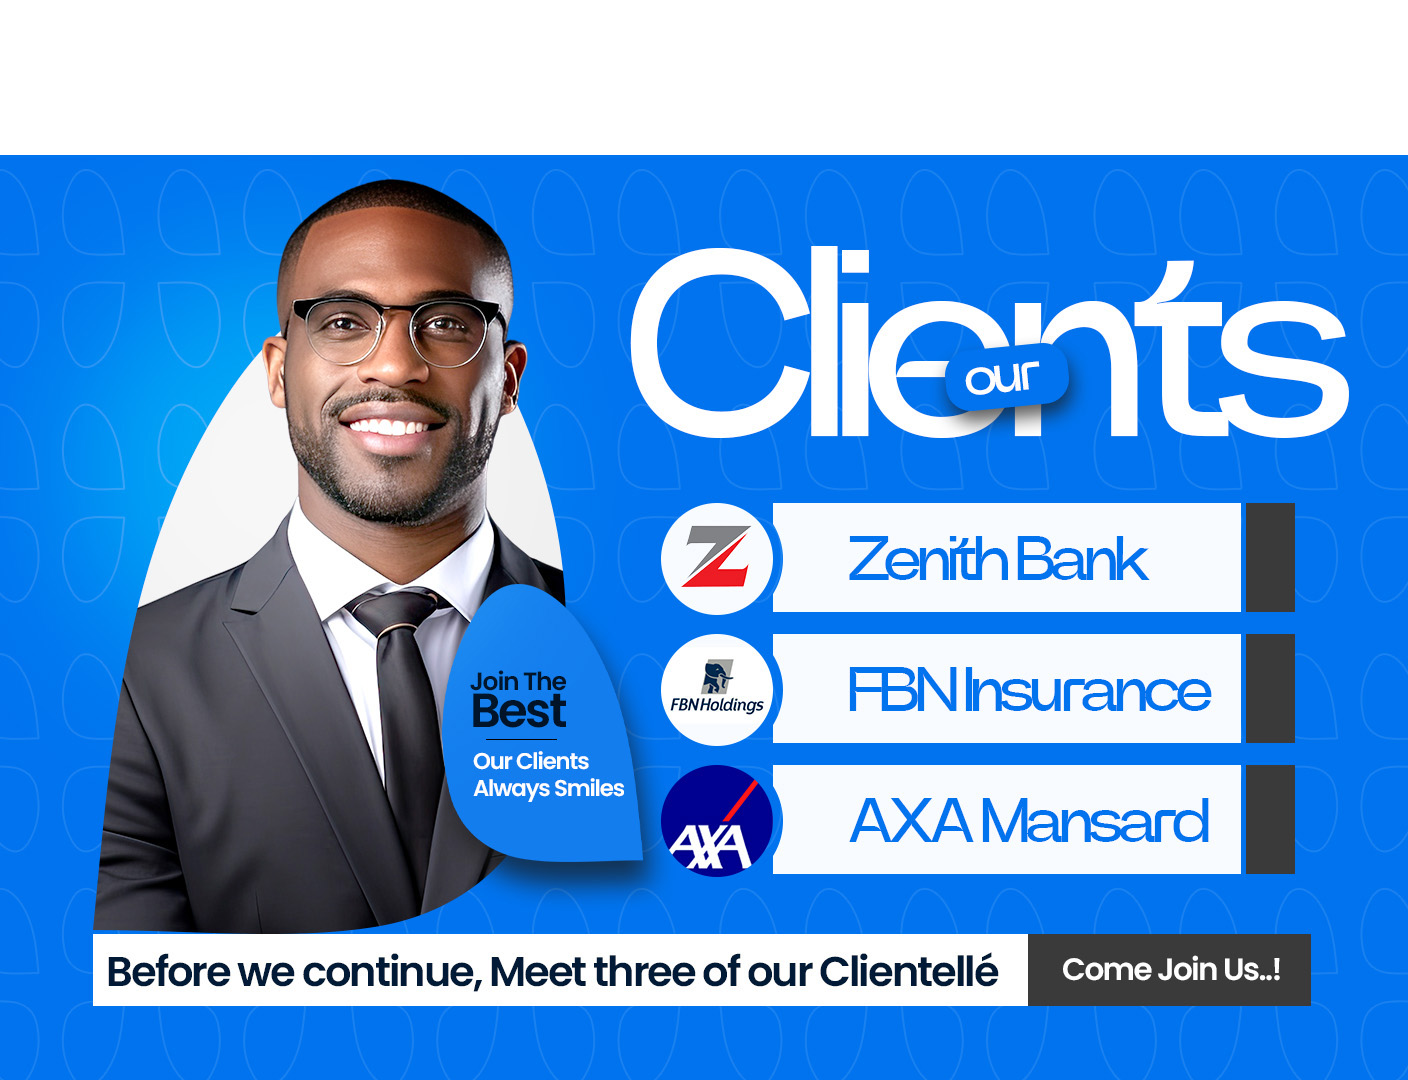 Clients
our
Zenith Bank
FBNHoldings
FBN Insurance
AXA
AXA Mansard
Join The
Best
Our Clients
Always Smiles
Before we continue, Meet three of our Clientellé
Come Join Us..!